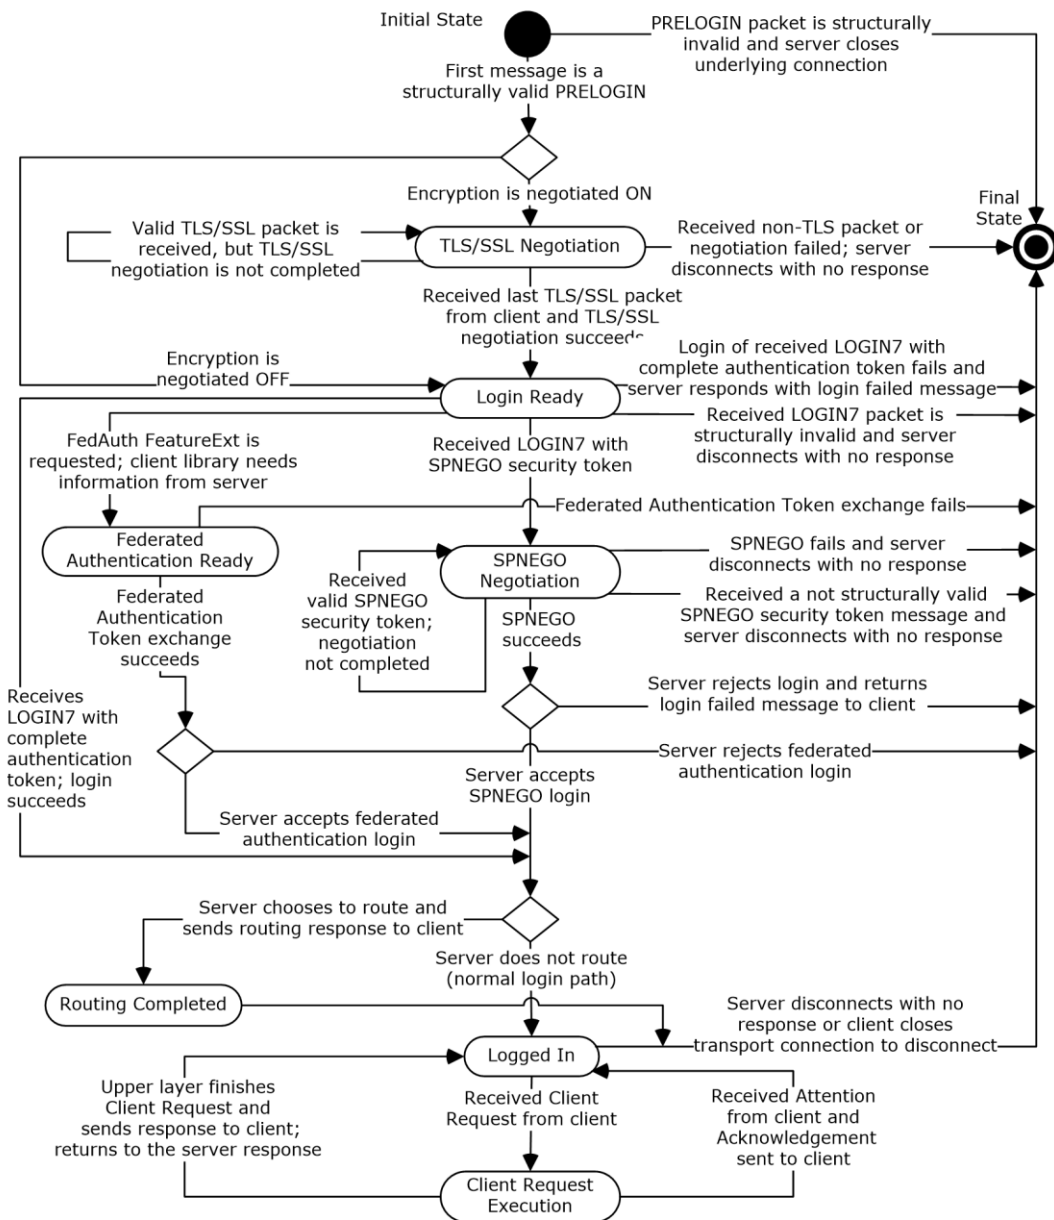 Initial State
PRELOGIN packet is structurally
invalid and server closes
underlying connection
First message is a
structurally valid PRELOGIN
Encryption is negotiated ON
Final
State
Valid TLS/SSL packet is
received, but TLS/SSL
negotiation is not completed
TLS/SSL Negotiation
Received non-TLS packet or
negotiation failed; server
disconnects with no response
Received last TLS/SSL packet
from client and TLS/SSL
negotiation succeeds
Encryption is
negotiated OFF
Login of received LOGIN7 with
complete authentication token fails and
server responds with login failed message
Login Ready
Received LOGIN7 packet is
structurally invalid and server
disconnects with no response
FedAuth FeatureExt is
requested; client library needs
information from server
Received LOGIN7 with
SPNEGO security token
Federated Authentication Token exchange fails
Federated
Authentication Ready
SPNEGO
Negotiation
SPNEGO fails and server
disconnects with no response
Received
valid SPNEGO
security token;
negotiation
not completed
Received a not structurally valid
SPNEGO security token message and
server disconnects with no response
Federated
Authentication
Token exchange
succeeds
SPNEGO
succeeds
Server rejects login and returns
login failed message to client
Receives
LOGIN7 with
complete
authentication
token; login
succeeds
Server rejects federated
authentication login
Server accepts
SPNEGO login
Server accepts federated
authentication login
Server chooses to route and
sends routing response to client
Server does not route
(normal login path)
Routing Completed
Server disconnects with no
response or client closes
transport connection to disconnect
Logged In
Upper layer finishes
Client Request and
sends response to client;
returns to the server response
Received Client
Request from client
Received Attention
from client and
Acknowledgement
sent to client
Client Request
Execution